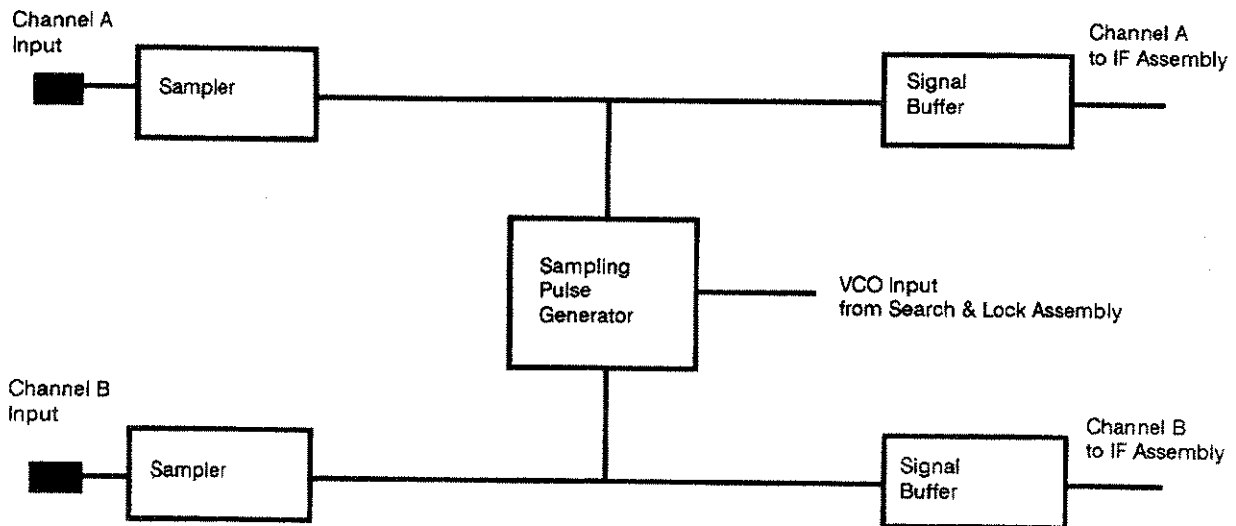 Channel A
Input
Sampler
Signal
Buffer
Channel A
to IF Assembly
Sampling
Pulse
Generator
VCO Input
from Search & Lock Assembly
Channel B
Input
Sampler
Signal
Buffer
Channel B
to IF Assembly